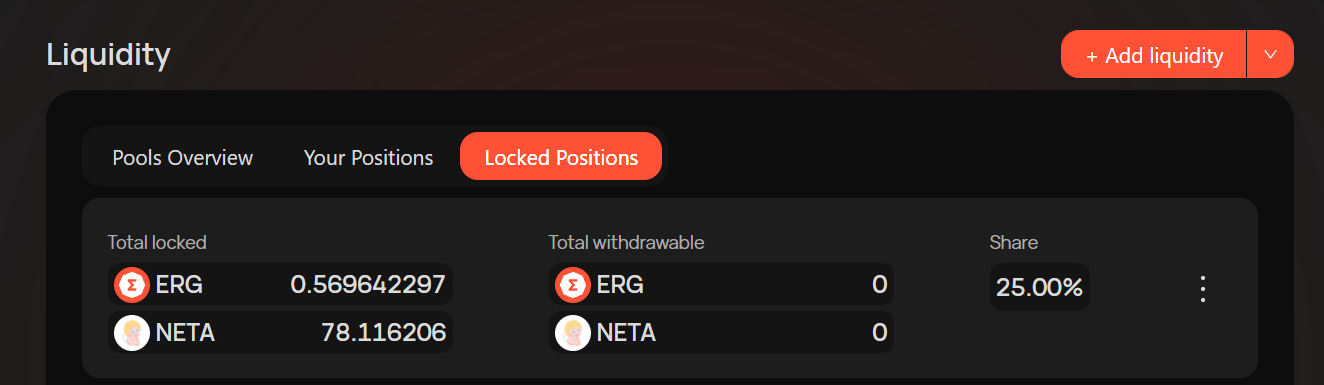 Liquidity
+ Add liquidity
Pools Overview Your Positions Locked Positions
Total locked Total withdrawable Share
ERG 0.569642297 ERG 0 25.00%
NETA 78.116206 NETA 0